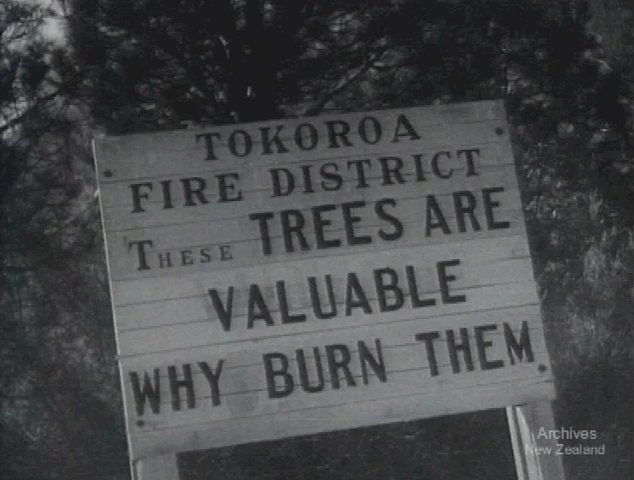 TOKOROA
FIRE DISTRICT
THESE TREES ARE
VALUABLE
WHY BURN THEM
Archives
New Zealand